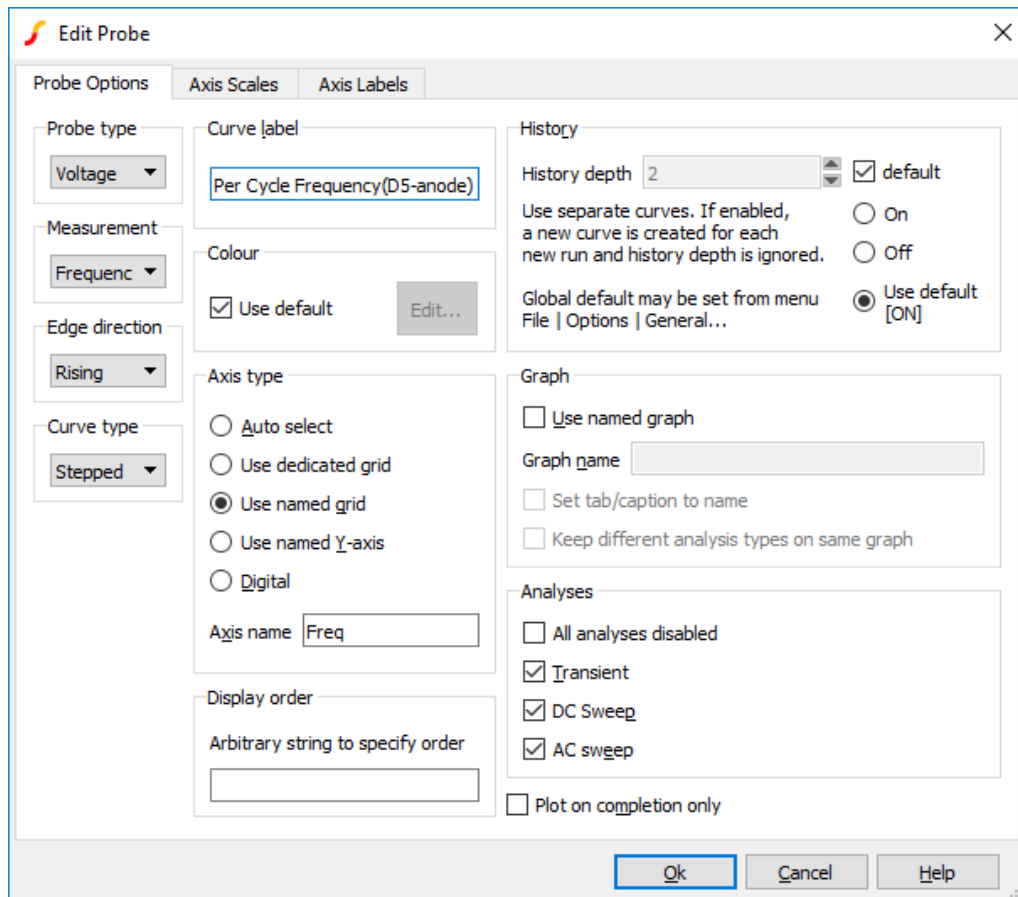 Edit Probe
Probe Options
Axis Scales
Axis Labels
Probe type
Voltage
Measurement
Frequenc
Edge direction
Rising
Curve type
Stepped
Curve label
Per Cycle Frequency(D5-anode)
Colour
Use default
Edit...
Axis type
Auto select
Use dedicated grid
Use named grid
Use named Y-axis
Digital
Axis name
Freq
Display order
Arbitrary string to specify order
History
History depth
2
default
Use separate curves. If enabled,
a new curve is created for each
new run and history depth is ignored.
On
Off
Global default may be set from menu
File | Options | General...
Use default
[ON]
Graph
Use named graph
Graph name
Set tab/caption to name
Keep different analysis types on same graph
Analyses
All analyses disabled
Transient
DC Sweep
AC sweep
Plot on completion only
Ok
Cancel
Help